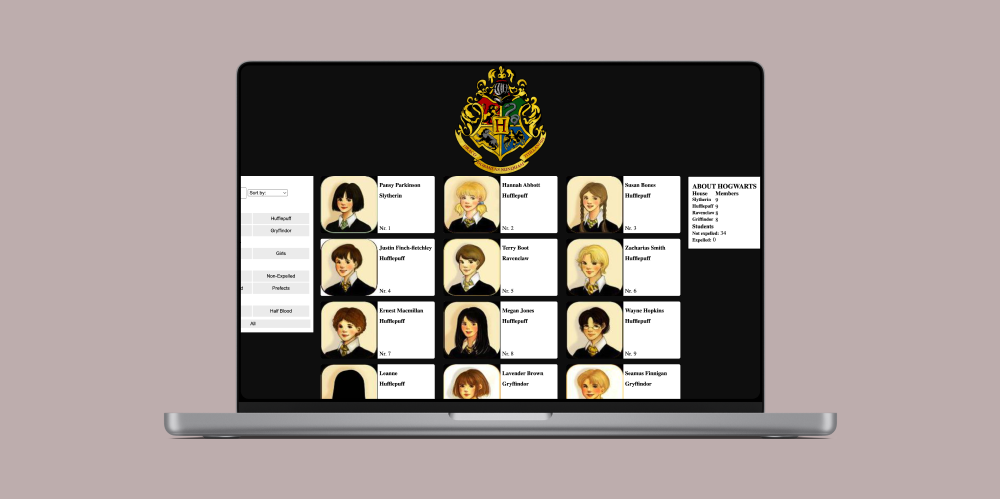 Sort by:
Hufflepuff
Gryffindor
Girls
Non-Expelled
d
Prefects
Half Blood
All
H
Pansy Parkinson
Slytherin
Nr. 1
Hannah Abbott
Hufflepuff
Nr. 2
Susan Bones
Hufflepuff
Nr. 3
Justin Finch-fletchley
Hufflepuff
Nr. 4
Terry Boot
Ravenclaw
Nr. 5
Zacharias Smith
Hufflepuff
Nr. 6
Ernest Macmillan
Hufflepuff
Nr. 7
Megan Jones
Hufflepuff
Nr. 8
Wayne Hopkins
Hufflepuff
Nr. 9
Leanne
Hufflepuff
Lavender Brown
Gryffindor
Seamus Finnigan
Gryffindor
ABOUT HOGWARTS
House Members
Slytherin 9
Hufflepuff 9
Ravenclaw 8
Griffindor 8
Students
Not expelled: 34
Expelled: 0